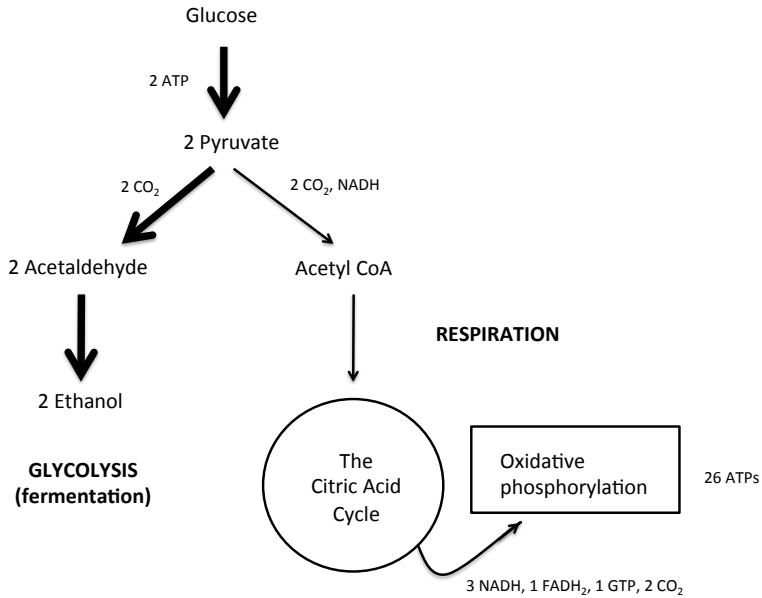 Glucose
2 ATP
2 Pyruvate
2 CO₂
2 CO₂, NADH
2 Acetaldehyde
Acetyl CoA
RESPIRATION
2 Ethanol
GLYCOLYSIS
(fermentation)
The
Citric Acid
Cycle
Oxidative
phosphorylation
26 ATPs
3 NADH, 1 FADH₂, 1 GTP, 2 CO₂